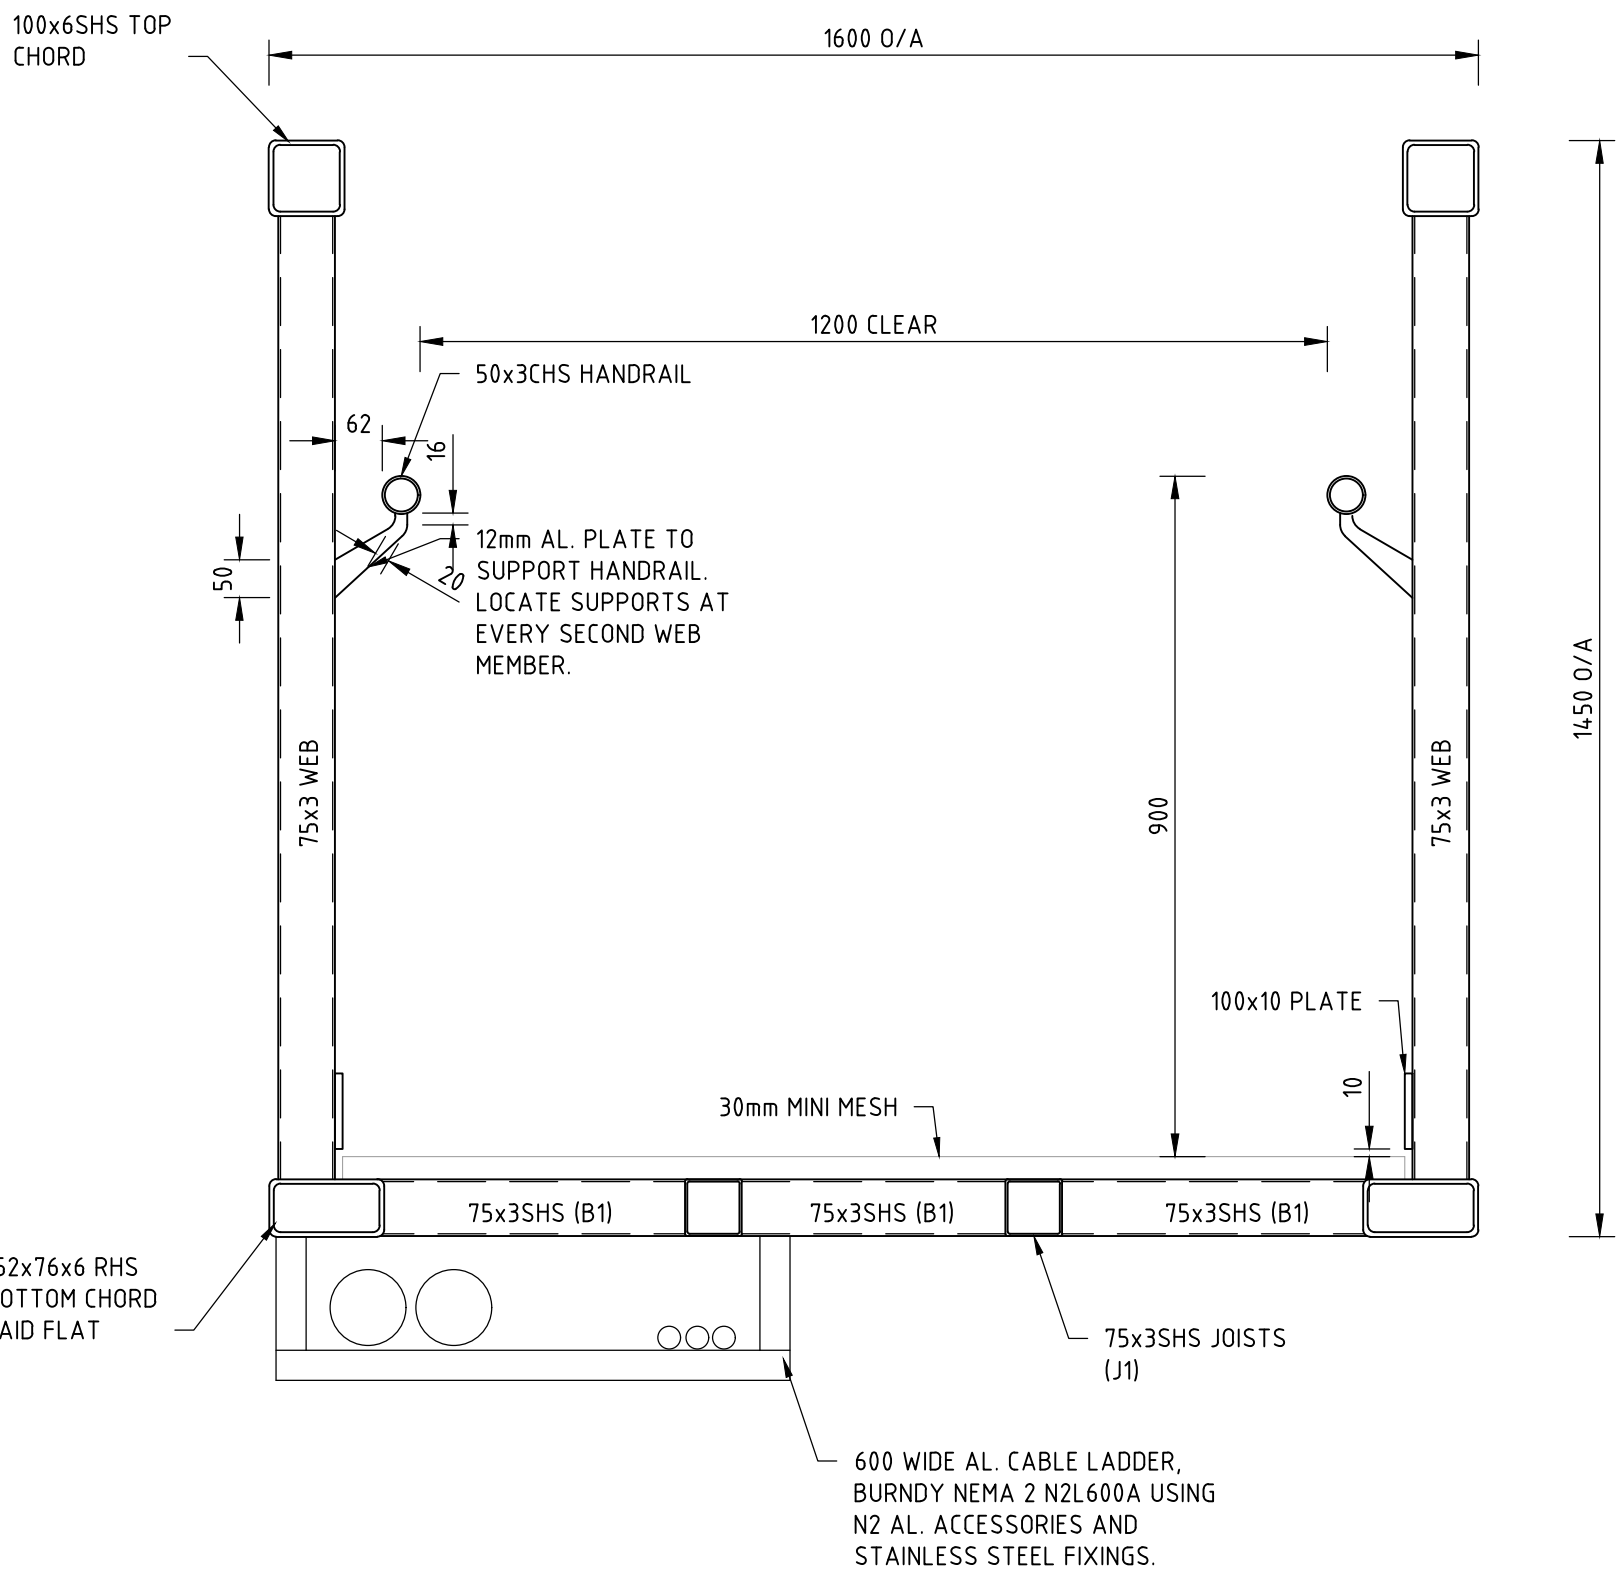 100x6SHS TOP
CHORD
1600 O/A
1200 CLEAR
50x3CHS HANDRAIL
62
16
12mm AL. PLATE TO
SUPPORT HANDRAIL.
LOCATE SUPPORTS AT
EVERY SECOND WEB
MEMBER.
20
50
75x3 WEB
900
75x3 WEB
1450 O/A
100x10 PLATE
10
30mm MINI MESH
75x3SHS (B1)
75x3SHS (B1)
75x3SHS (B1)
52x76x6 RHS
OTTOM CHORD
AID FLAT
75x3SHS JOISTS
(J1)
600 WIDE AL. CABLE LADDER,
BURNDY NEMA 2 N2L600A USING
N2 AL. ACCESSORIES AND
STAINLESS STEEL FIXINGS.